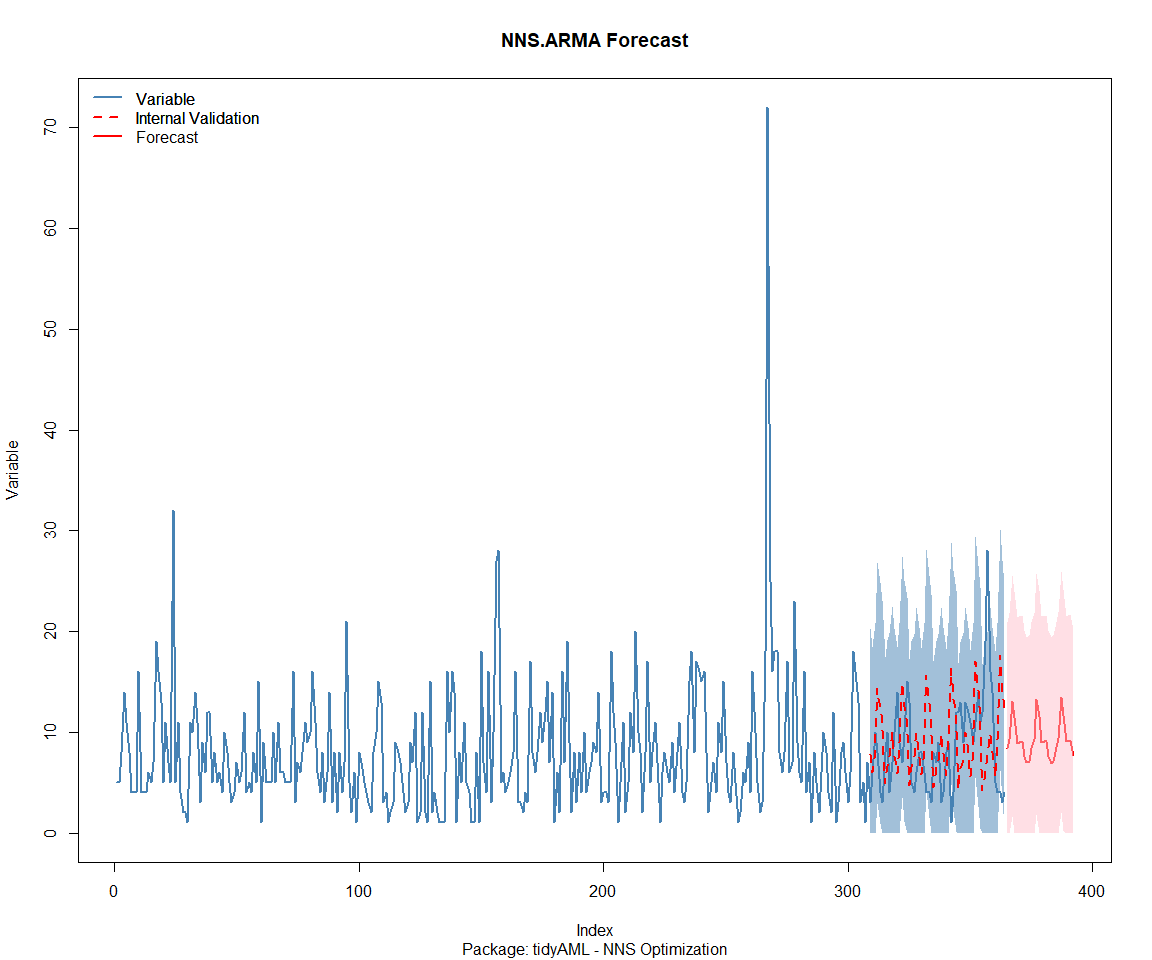 NNS.ARMA Forecast
Variable
Internal Validation
Forecast
Variable
70
60
50
40
30
20
10
0
0 100 200 300 400
Index
Package: tidyAML - NNS Optimization